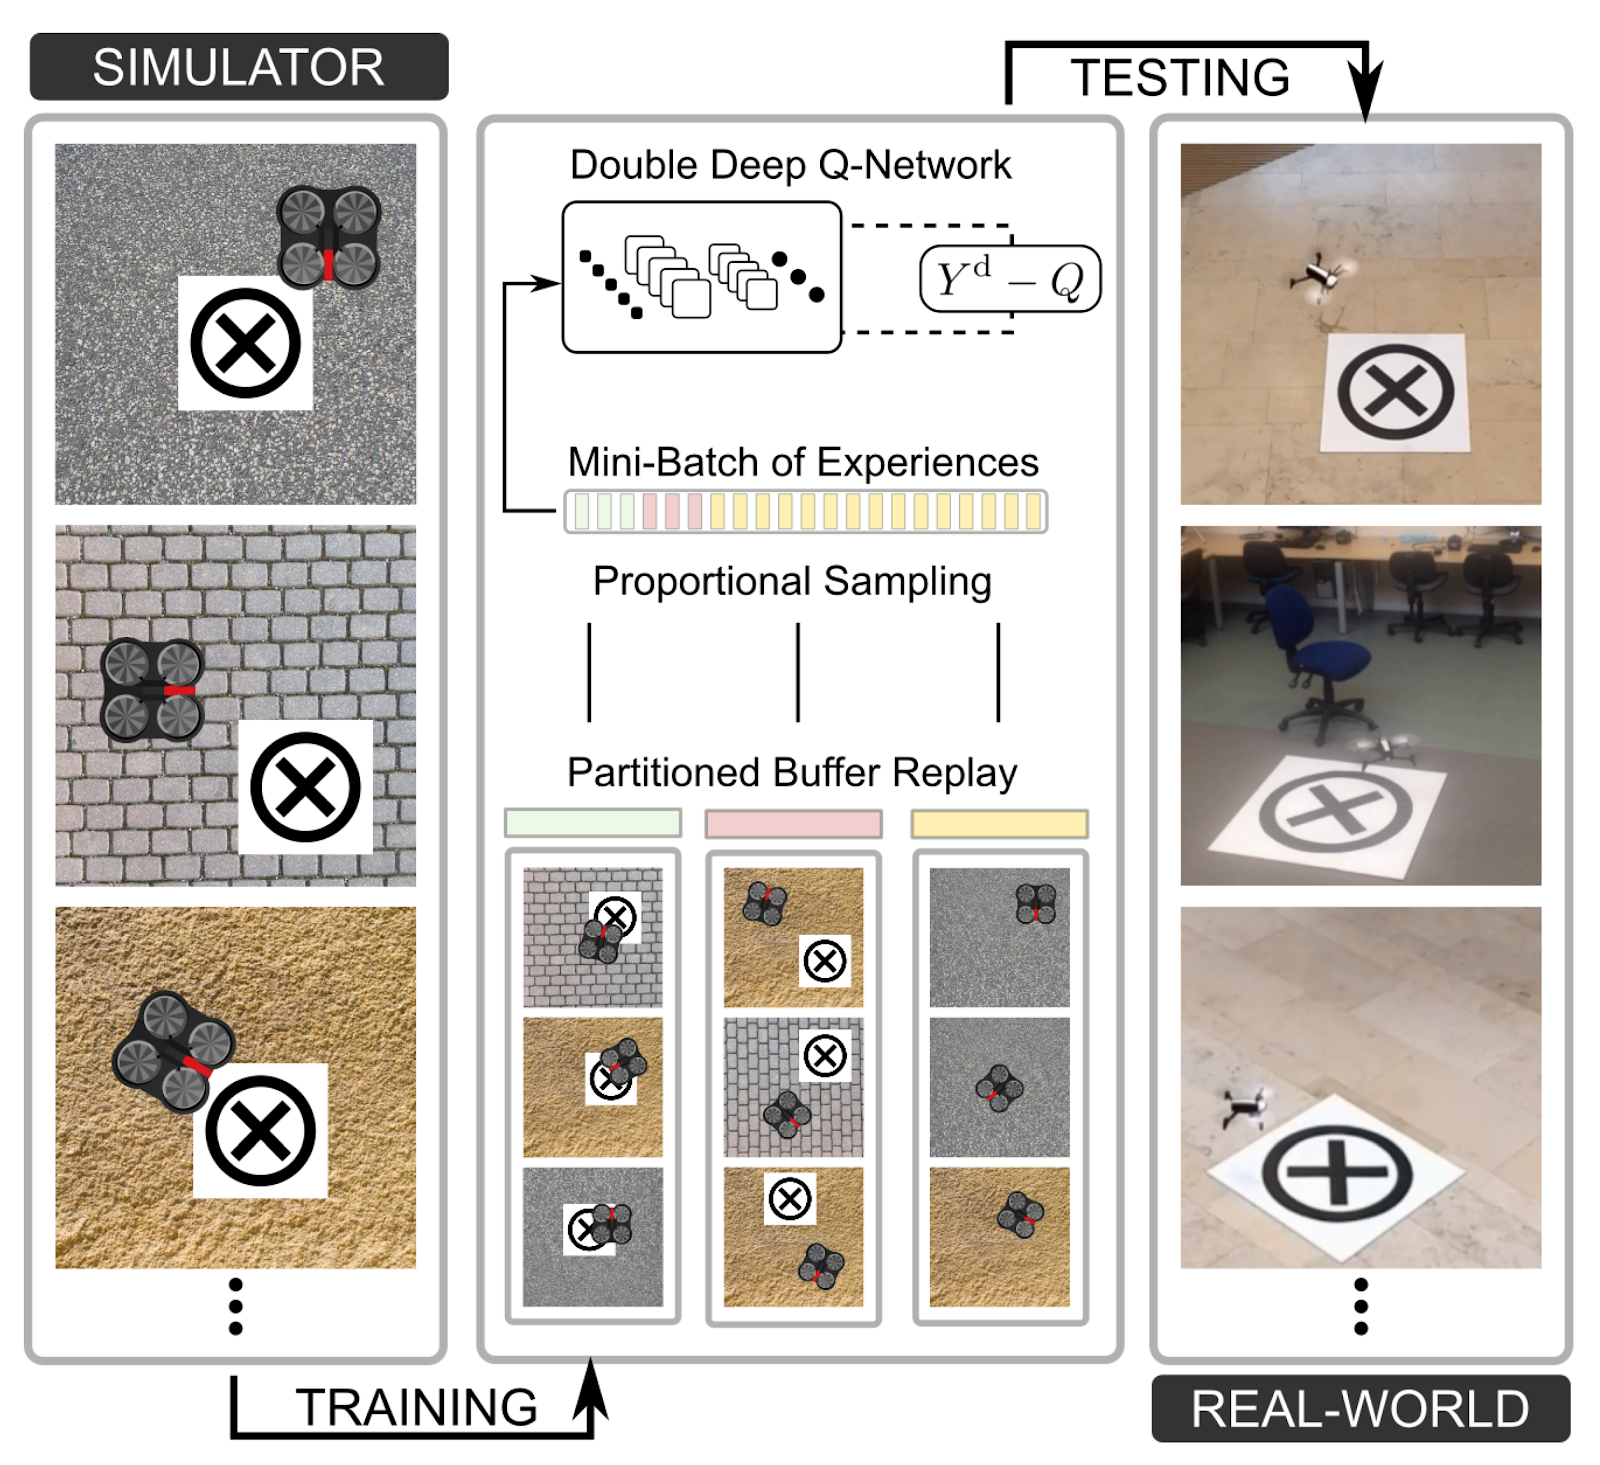 SIMULATOR
TRAINING
Double Deep Q-Network
Y^d − Q
Mini-Batch of Experiences
Proportional Sampling
Partitioned Buffer Replay
TESTING
REAL-WORLD